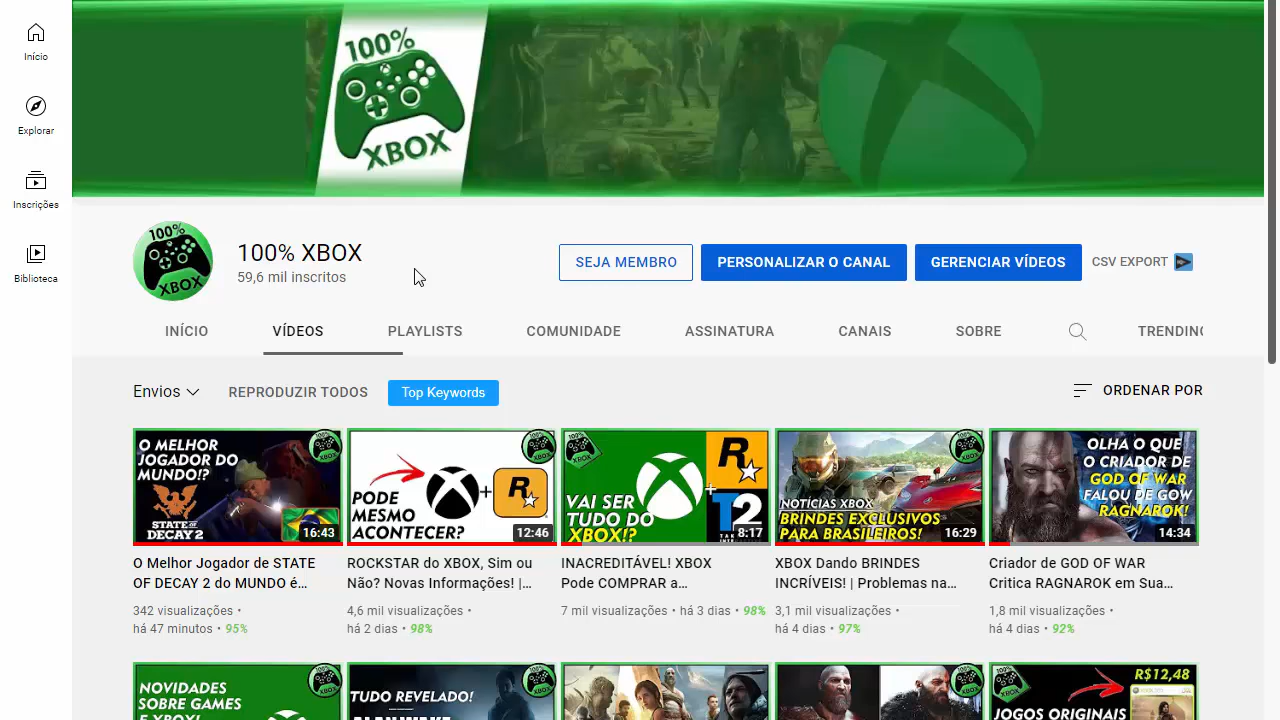 100%
XBOX
Início
Explorar
Inscrições
Biblioteca
100%
XBOX
100% XBOX
59,6 mil inscritos
SEJA MEMBRO
PERSONALIZAR O CANAL
GERENCIAR VÍDEOS
CSV EXPORT
INÍCIO
VÍDEOS
PLAYLISTS
COMUNIDADE
ASSINATURA
CANAIS
SOBRE
TRENDING
Envios
REPRODUZIR TODOS
Top Keywords
ORDENAR POR
O MELHOR
JOGADOR DO
MUNDO!?
STATE OF
DECAY 2
16:43
PODE
MESMO
ACONTECER?
R
12:46
VAI SER
TUDO DO
XBOX!?
R
T2
8:17
NOTÍCIAS XBOX
BRINDES EXCLUSIVOS
PARA BRASILEIROS!
16:29
OLHA O QUE
O CRIADOR DE
GOD OF WAR
FALOU DE GOW
RAGNAROK!
14:34
O Melhor Jogador de STATE
OF DECAY 2 do MUNDO é...
342 visualizações •
há 47 minutos • 95%
ROCKSTAR do XBOX, Sim ou
Não? Novas Informações! |...
4,6 mil visualizações •
há 2 dias • 98%
INACREDITÁVEL! XBOX
Pode COMPRAR a...
7 mil visualizações • há 3 dias • 98%
XBOX Dando BRINDES
INCRÍVEIS! | Problemas na...
3,1 mil visualizações •
há 4 dias • 97%
Criador de GOD OF WAR
Critica RAGNAROK em Sua...
1,8 mil visualizações •
há 4 dias • 92%
NOVIDADES
SOBRE GAMES
E XBOX!
TUDO REVELADO!
R$12,48
JOGOS ORIGINAIS